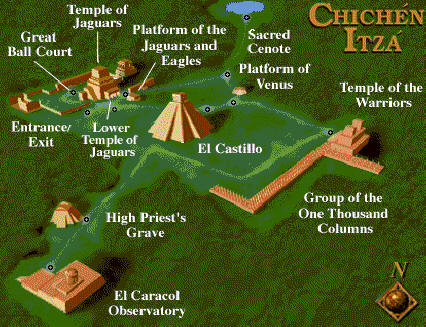 CHICHÉN
ITZÁ
Temple of
Jaguars
Great
Ball Court
Platform of the
Jaguars and
Eagles
Sacred
Cenote
Platform of
Venus
Temple of the
Warriors
Entrance/
Exit
Lower
Temple of
Jaguars
El Castillo
Group of the
One Thousand
Columns
High Priest's
Grave
El Caracol
Observatory
N